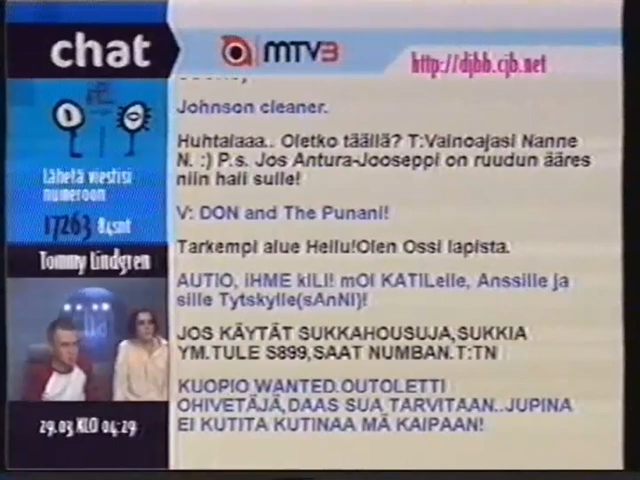 chat
MTV3
http://djbb.cjb.net
Johnson cleaner.
Huhtalaaa.. Oletko täällä? T:Vainoajasi Nanne
N. :) P.s. Jos Antura-Jooseppi on ruudun ääres
niin hali sulle!
V: DON and The Punani!
Tarkempi alue Hellu!Olen Ossi lapista.
AUTIO, iHME kILI! mOI KATILelle, Anssille ja
sille Tytskylle(sAnNI)!
JOS KÄYTÄT SUKKAHOUSUJA,SUKKIA
YM.TULE S899,SAAT NUMBAN.T:TN
KUOPIO WANTED.OUTOLETTI
OHIVETÄJÄ,DAAS SUA TARVITAAN..JUPINA
EI KUTITA KUTINAA MÄ KAIPAAN!
Lähetä viestisi
numeroon
17263 84snt
Tommy Lindgren
29.03 KLO 04:29